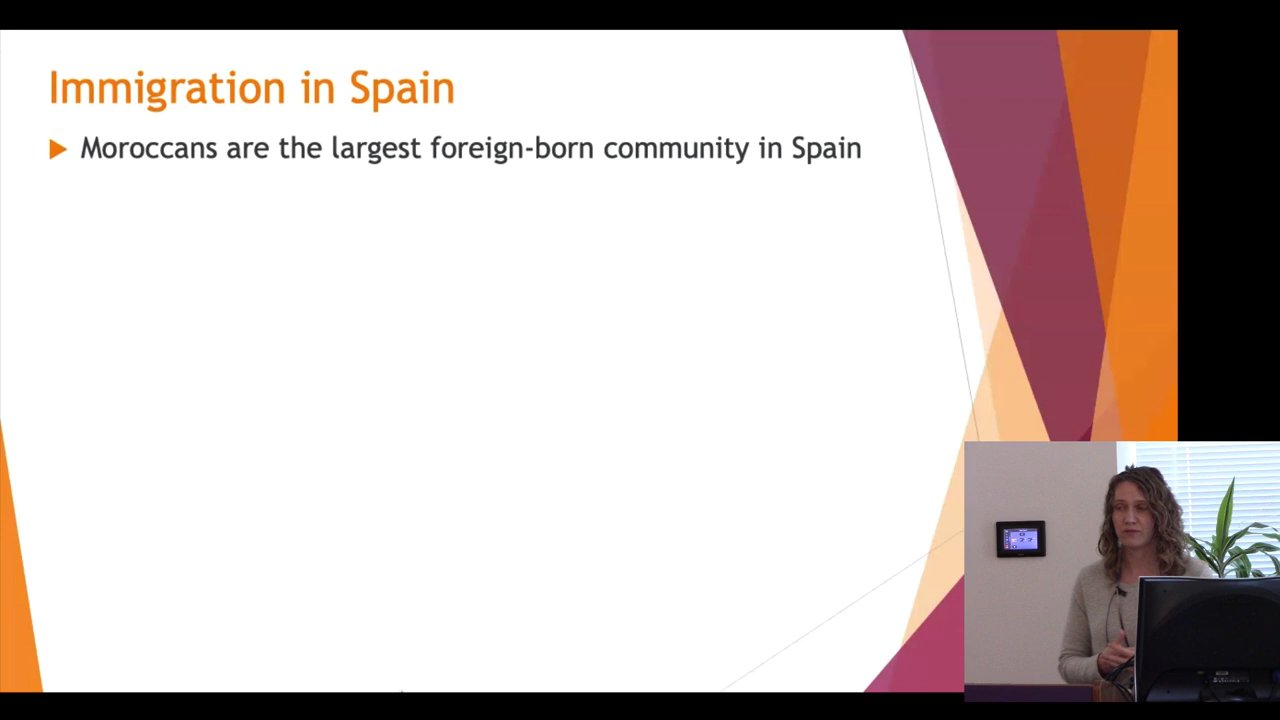 Immigration in Spain
Moroccans are the largest foreign-born community in Spain